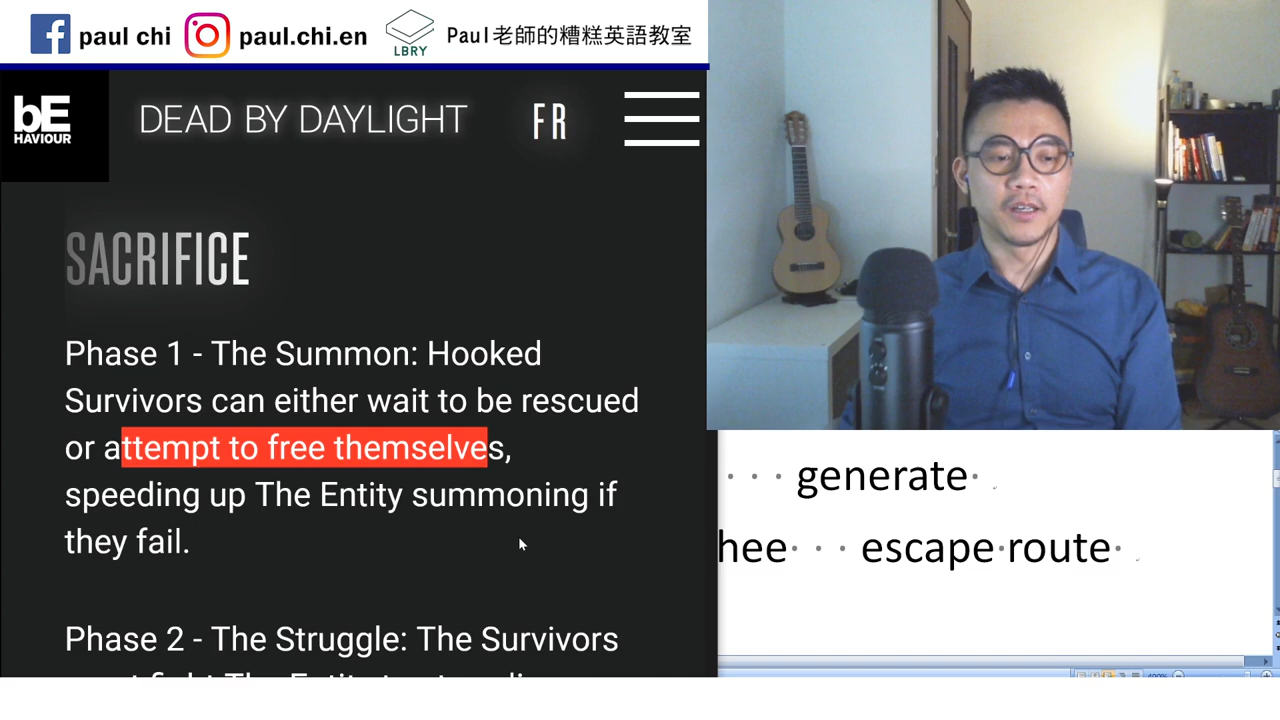 paul chi paul.chi.en LBRY Paul老師的糟糕英語教室
bE
HAVIOUR
DEAD BY DAYLIGHT
FR
SACRIFICE
Phase 1 - The Summon: Hooked
Survivors can either wait to be rescued
or attempt to free themselves,
speeding up The Entity summoning if
they fail.
Phase 2 - The Struggle: The Survivors
generate
hee escape route